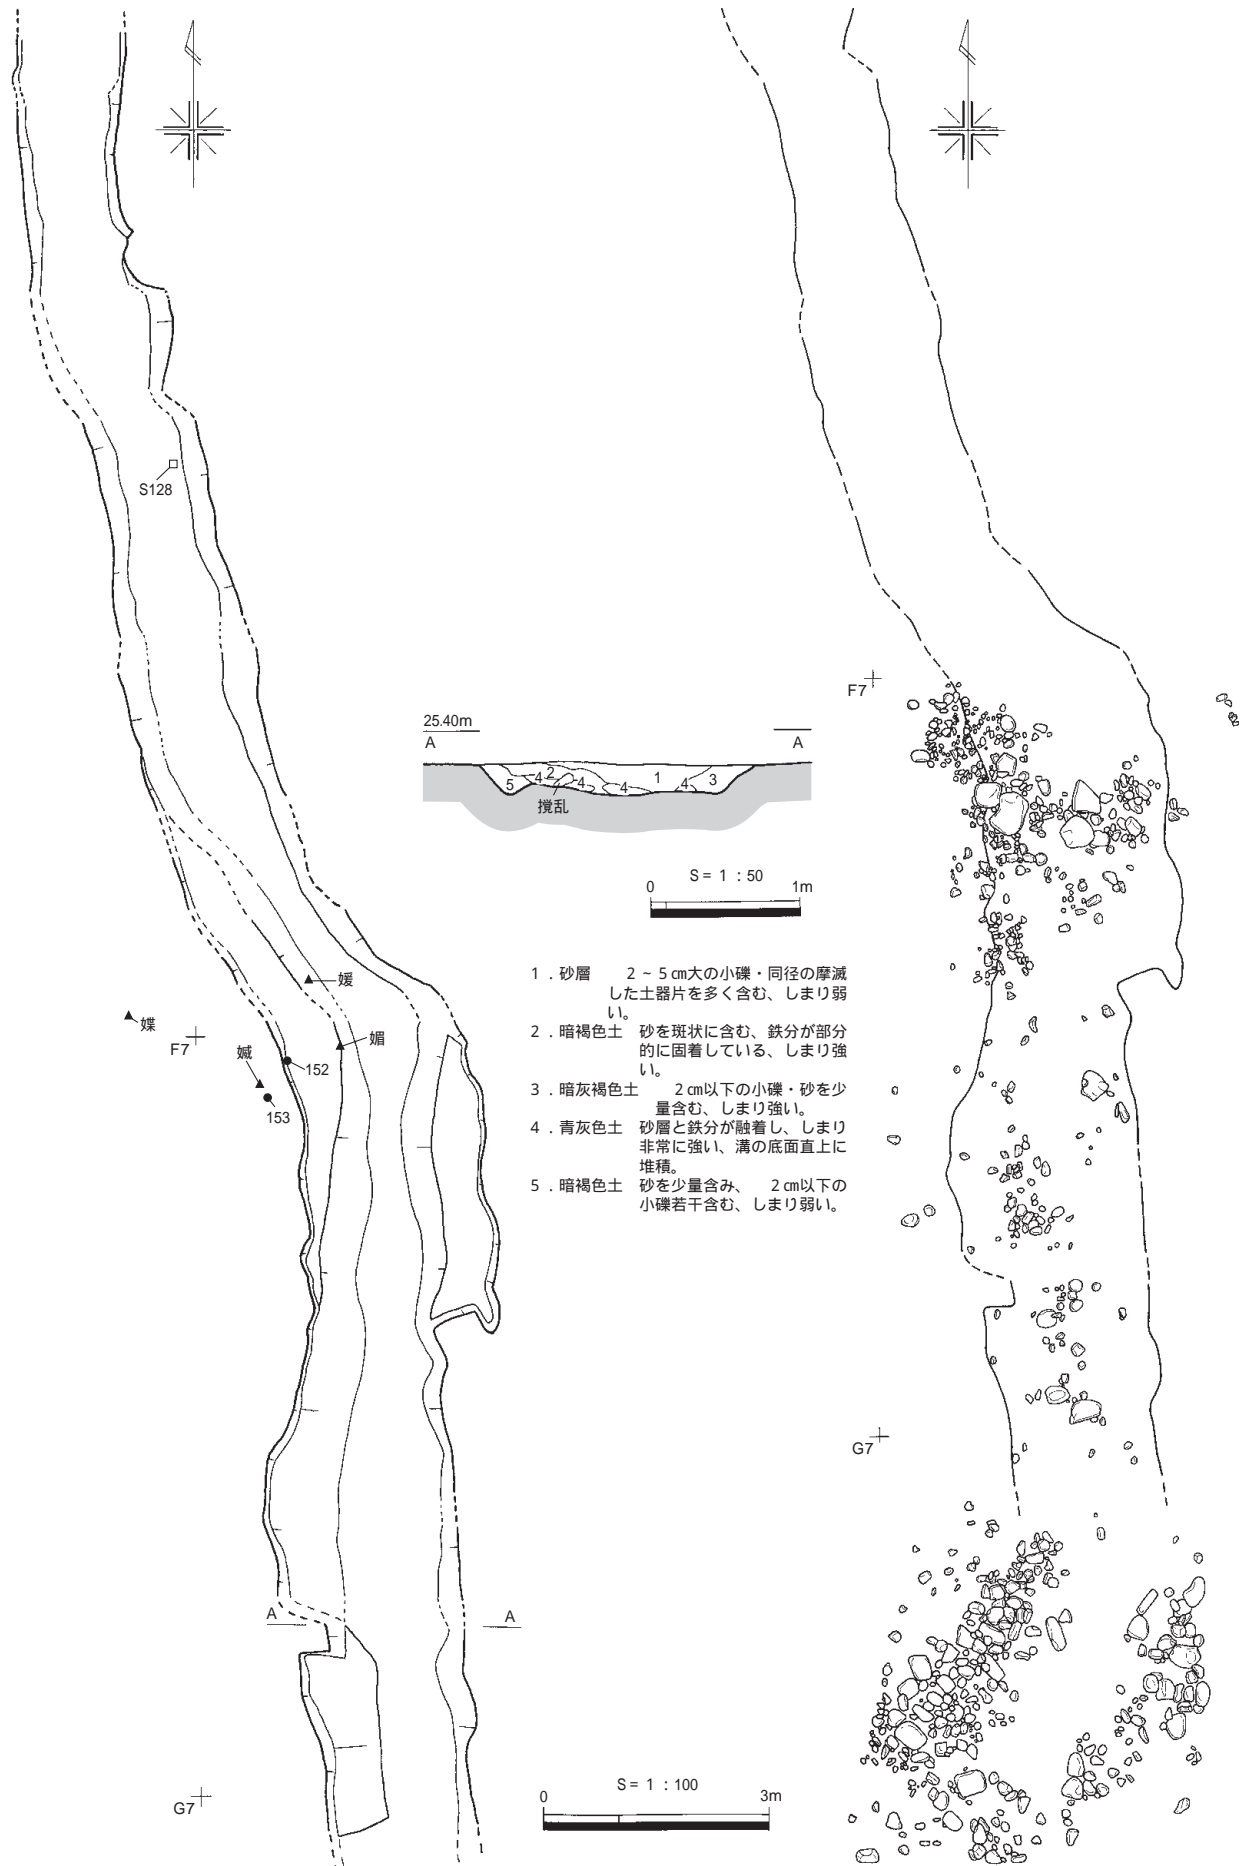 S128
F7
25.40m
A
A
5
4
2
4
4
1
4
3
撹乱
S = 1 : 50
0
1m
媛
媟
F7
媚
媙
152
153
1．砂層 2～5㎝大の小礫・同径の摩滅
した土器片を多く含む、しまり弱
い。
2．暗褐色土 砂を斑状に含む、鉄分が部分
的に固着している、しまり強
い。
3．暗灰褐色土 2㎝以下の小礫・砂を少
量含む、しまり強い。
4．青灰色土 砂層と鉄分が融着し、しまり
非常に強い、溝の底面直上に
堆積。
5．暗褐色土 砂を少量含み、 2㎝以下の
小礫若干含む、しまり弱い。
G7
A
A
S = 1 : 100
0
3m
G7